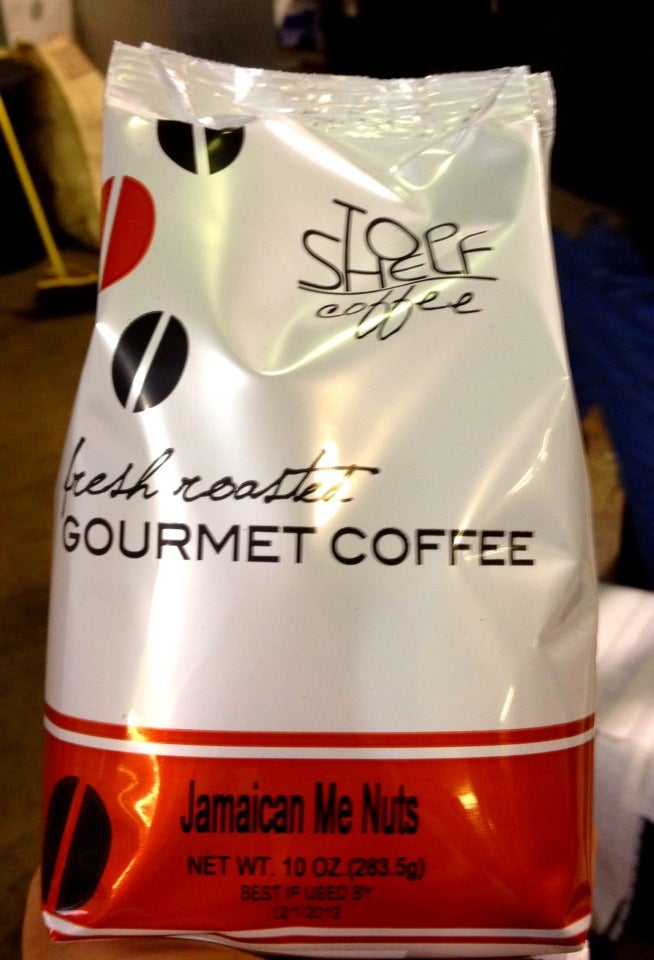 TOP
SHELF
coffee
fresh roasted
GOURMET COFFEE
Jamaican Me Nuts
NET WT. 10 OZ.(283.5g)
BEST IF USED BY
12/1/2012